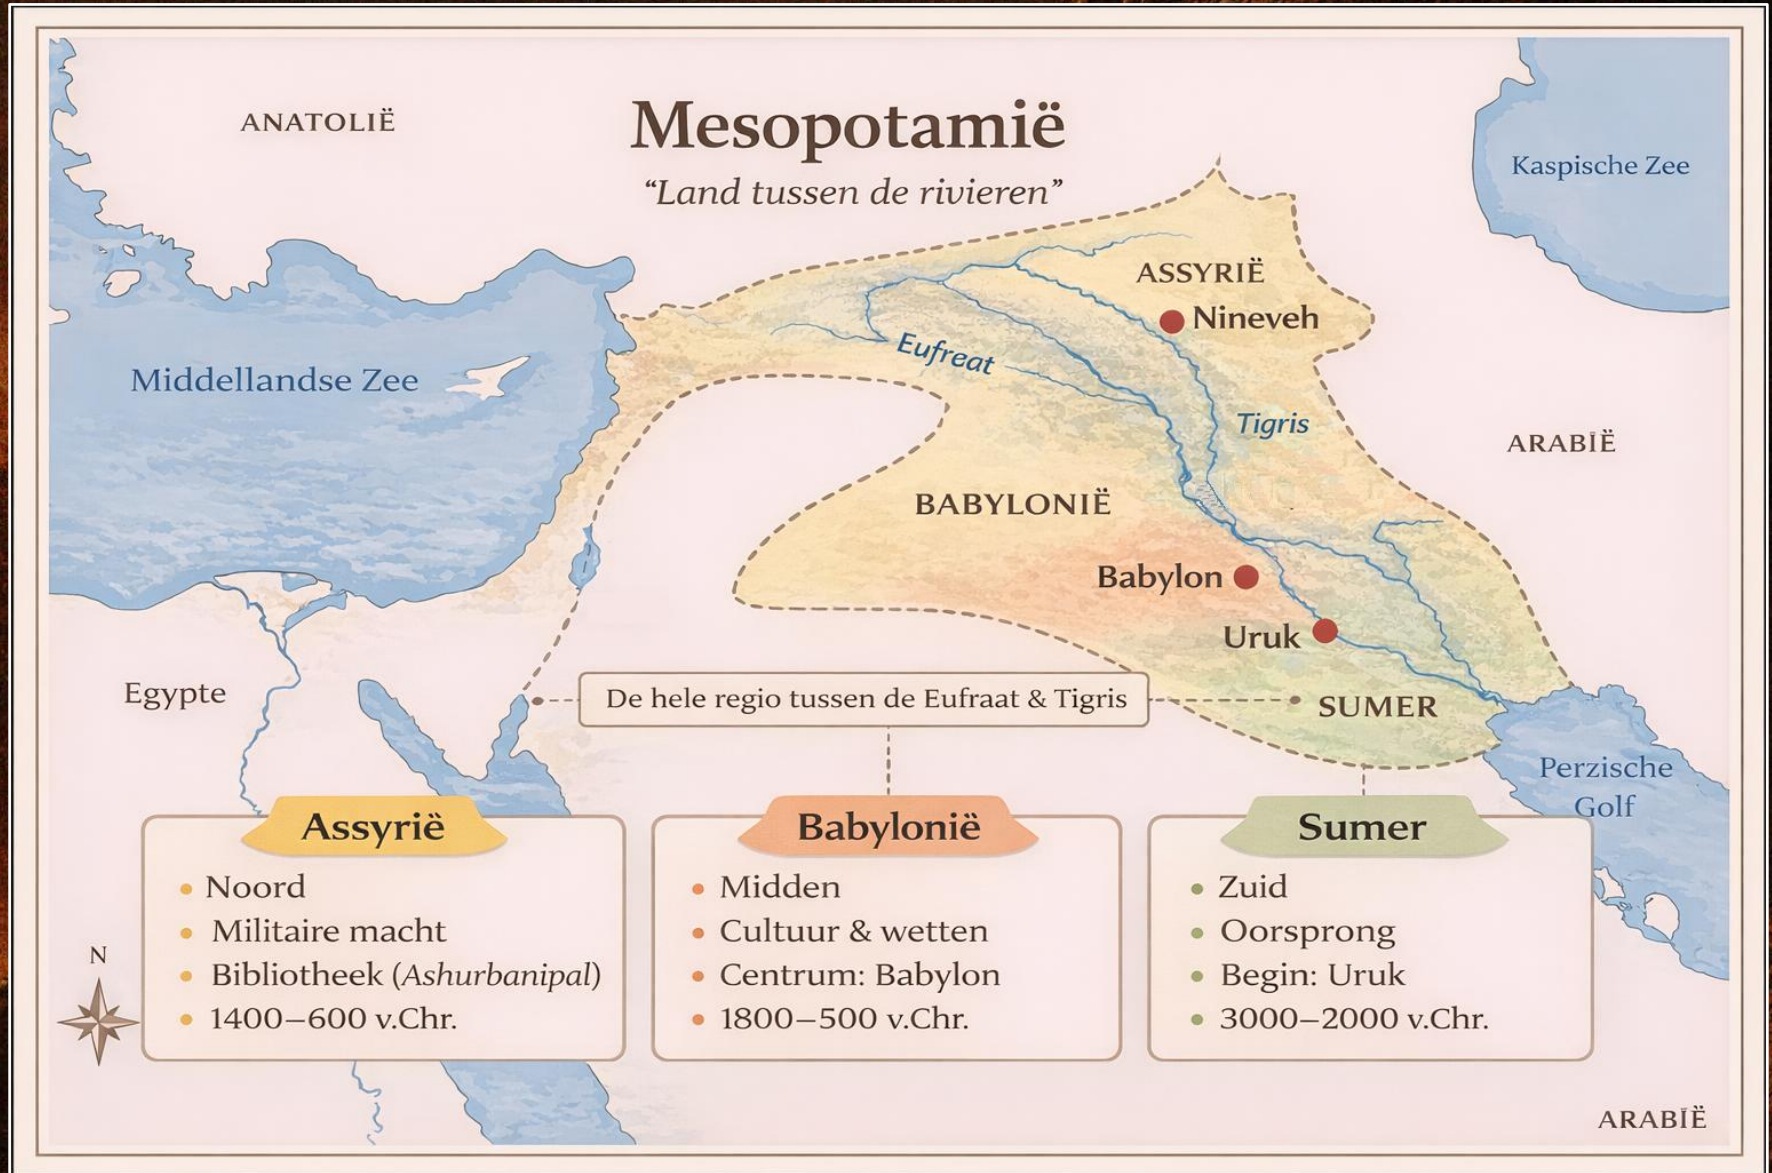 Mesopotamië
“Land tussen de rivieren”
ANATOLIË
Kaspische Zee
ASSYRIË
Nineveh
Eufreat
Middellandse Zee
Tigris
ARABIË
BABYLONIË
Babylon
Uruk
Egypte
De hele regio tussen de Eufraat & Tigris
SUMER
Perzische
Golf
Assyrië
Noord
Militaire macht
Bibliotheek (Ashurbanipal)
1400–600 v.Chr.
Babylonië
Midden
Cultuur & wetten
Centrum: Babylon
1800–500 v.Chr.
Sumer
Zuid
Oorsprong
Begin: Uruk
3000–2000 v.Chr.
N
ARABIË